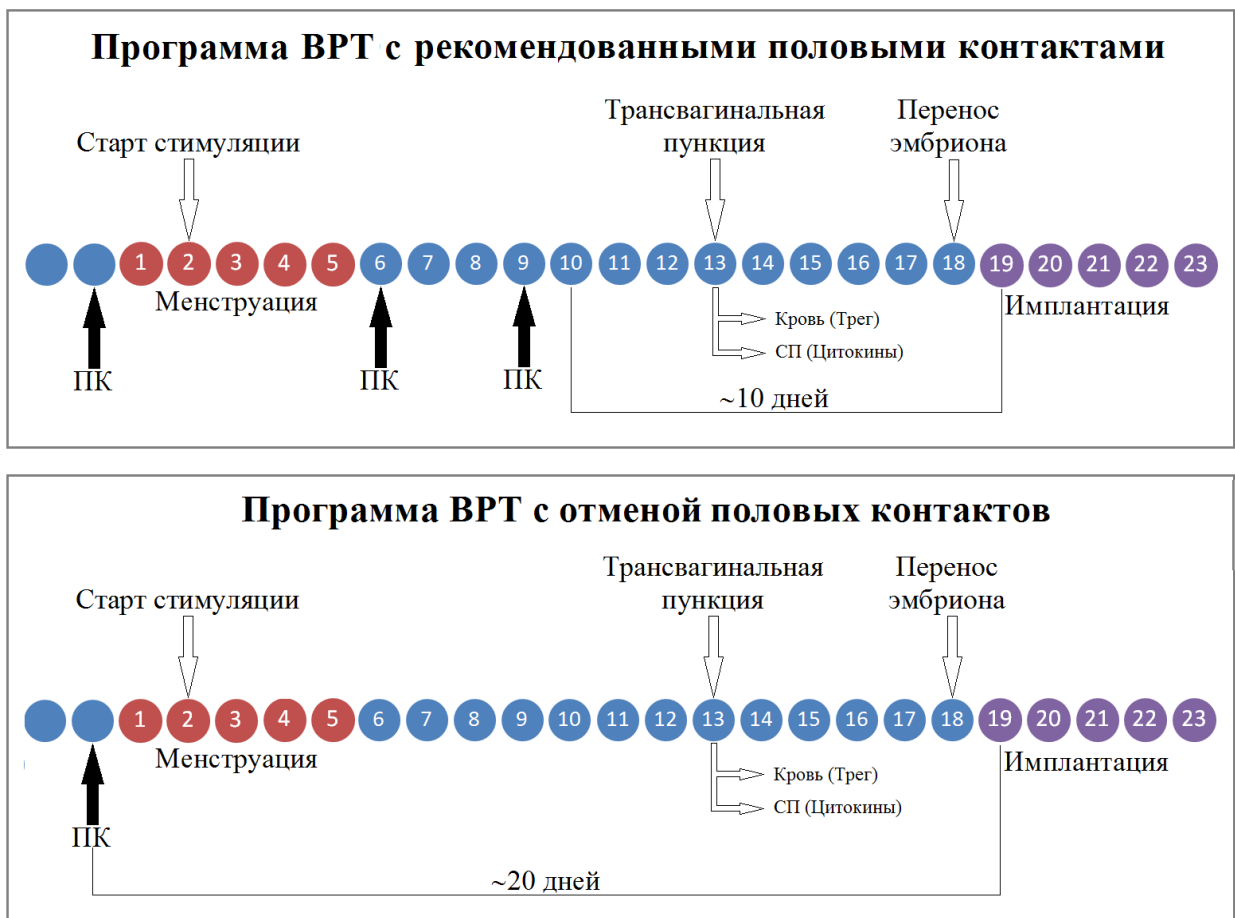 Программа ВРТ с рекомендованными половыми контактами
Старт стимуляции
Трансвагинальная
пункция
Перенос
эмбриона
1 2 3 4 5 6 7 8 9 10 11 12 13 14 15 16 17 18 19 20 21 22 23
Менструация
Имплантация
Кровь (Трег)
СП (Цитокины)
ПК
ПК
ПК
~10 дней
Программа ВРТ с отменой половых контактов
Старт стимуляции
Трансвагинальная
пункция
Перенос
эмбриона
1 2 3 4 5 6 7 8 9 10 11 12 13 14 15 16 17 18 19 20 21 22 23
Менструация
Имплантация
Кровь (Трег)
СП (Цитокины)
ПК
~20 дней